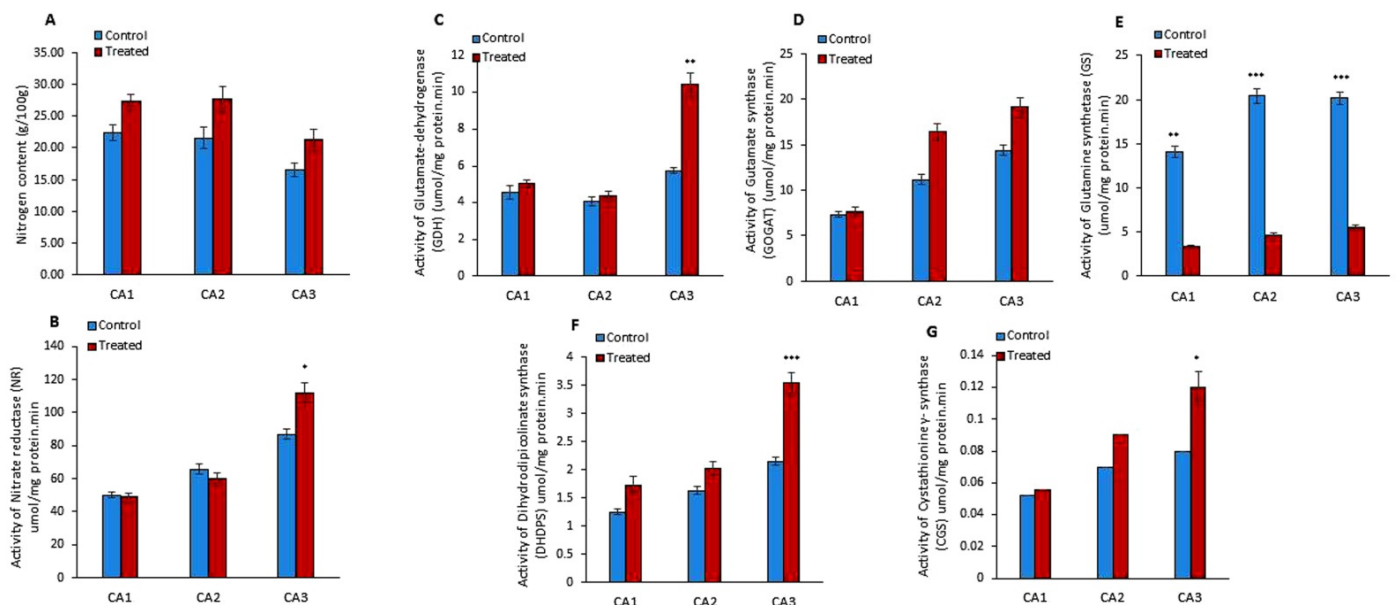 A
Control
Treated
Nitrogen content (g/100g)
35.00
30.00
25.00
20.00
15.00
10.00
5.00
0.00
CA1 CA2 CA3
B
Control
Treated
Activity of Nitrate reductase (NR)
umol/mg protein.min
140
120
100
80
60
40
20
0
CA1 CA2 CA3
C
Control
Treated
Activity of Glutamate-dehydrogenase
(GDH) (umol/mg protein.min)
12
10
8
6
4
2
0
**
CA1 CA2 CA3
D
Control
Treated
Activity of Gutamate synthase
(GOGAT) (umol/mg protein.min)
25
20
15
10
5
0
CA1 CA2 CA3
E
Control
Treated
Activity of Glutamine synthetase (GS)
(umol/mg protein.min)
25
20
15
10
5
0
** *** ***
CA1 CA2 CA3
F
Control
Treated
Activity of Dihydrodipicolinate synthase
(DHDPS) umol/mg protein.min
4
3.5
3
2.5
2
1.5
1
0.5
0
***
CA1 CA2 CA3
G
Control
Treated
Activity of Cystathionine γ- synthase
(CGS) umol/mg protein.min
0.14
0.12
0.1
0.08
0.06
0.04
0.02
0
*
CA1 CA2 CA3